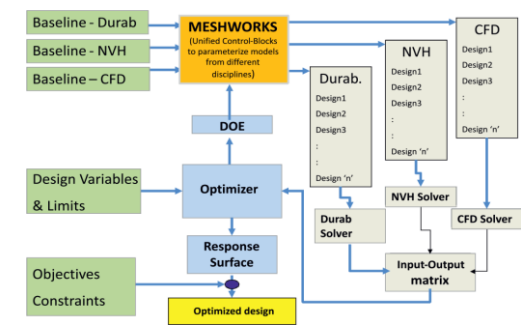 Baseline - Durab
Baseline - NVH
Baseline – CFD
MESHWORKS
(Unified Control-Blocks
to parameterize models
from different
disciplines)
CFD
Design1
Design2
Design3
:
:
Design ‘n’
NVH
Design1
Design2
Design3
:
:
Design ‘n’
Durab.
Design1
Design2
Design3
:
:
Design ‘n’
DOE
Design Variables
& Limits
Optimizer
NVH Solver
Durab
Solver
CFD Solver
Response
Surface
Input-Output
matrix
Objectives
Constraints
Optimized design